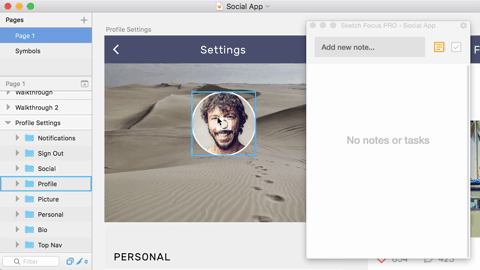 Social App
Pages
Page 1
Symbols
Page 1
Walkthrough
Walkthrough 2
Profile Settings
Notifications
Sign Out
Social
Profile
Picture
Personal
Bio
Top Nav
Filter
Profile Settings
Settings
PERSONAL
Sketch Focus PRO - Social App
Add new note...
No notes or tasks
F
654
423